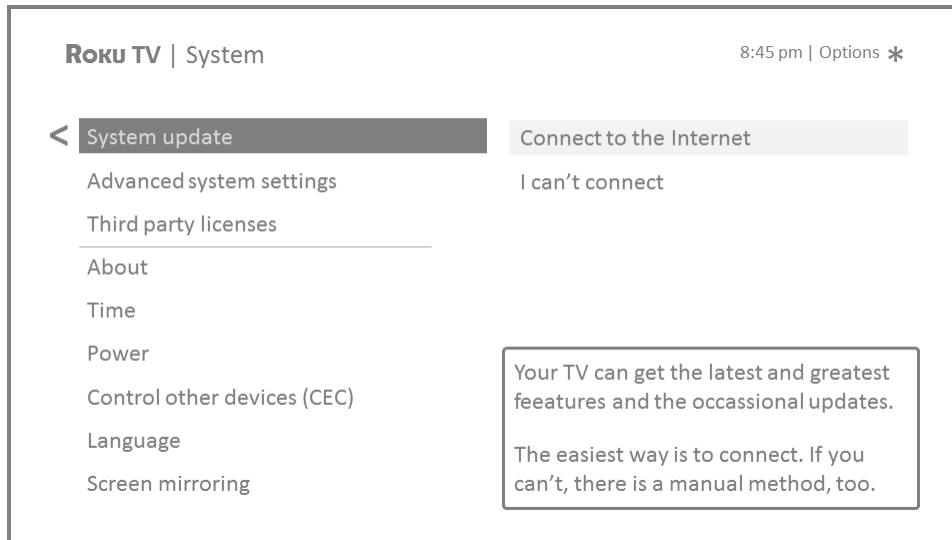 ROKU TV | System
8:45 pm | Options *
< System update
Advanced system settings
Third party licenses
About
Time
Power
Control other devices (CEC)
Language
Screen mirroring
Connect to the Internet
I can’t connect
Your TV can get the latest and greatest
feeatures and the occassional updates.
The easiest way is to connect. If you
can’t, there is a manual method, too.